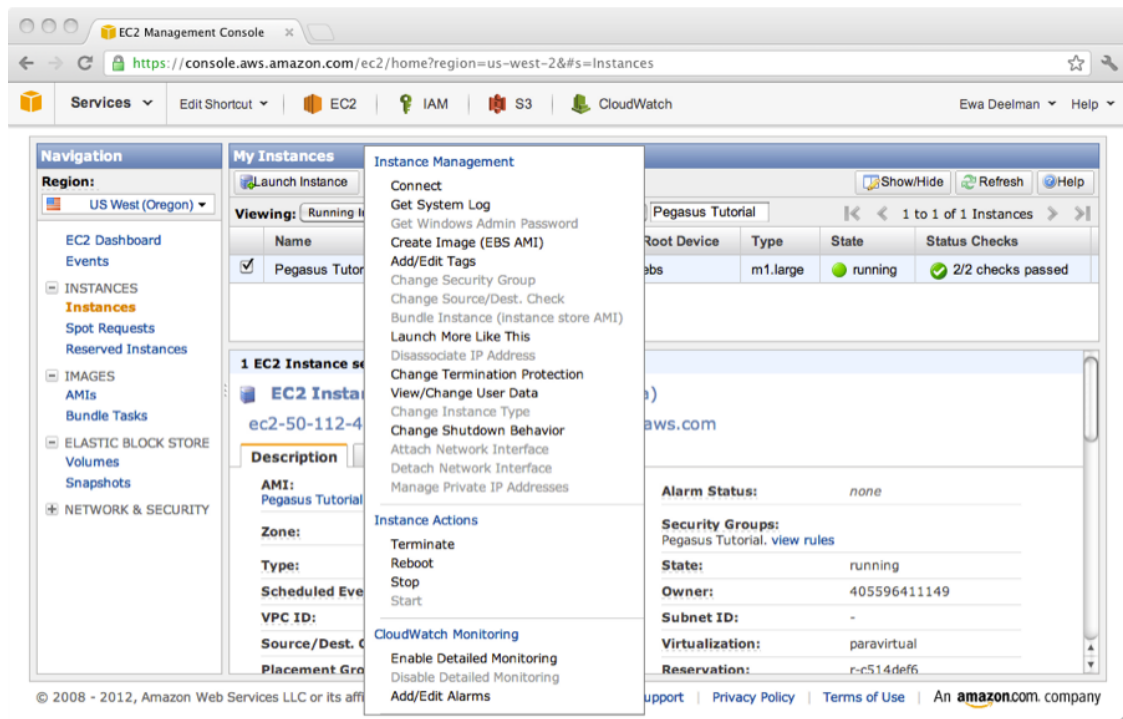 EC2 Management Console
https://console.aws.amazon.com/ec2/home?region=us-west-2&#s=Instances
Services Edit Shortcut EC2 IAM S3 CloudWatch Ewa Deelman Help
Navigation
Region:
US West (Oregon)
EC2 Dashboard
Events
INSTANCES
Instances
Spot Requests
Reserved Instances
IMAGES
AMIs
Bundle Tasks
ELASTIC BLOCK STORE
Volumes
Snapshots
NETWORK & SECURITY
My Instances
Launch Instance
Show/Hide Refresh Help
Viewing: Running Pegasus Tutorial 1 to 1 of 1 Instances
Name Root Device Type State Status Checks
Pegasus Tutor ebs m1.large running 2/2 checks passed
Instance Management
Connect
Get System Log
Get Windows Admin Password
Create Image (EBS AMI)
Add/Edit Tags
Change Security Group
Change Source/Dest. Check
Bundle Instance (instance store AMI)
Launch More Like This
Disassociate IP Address
Change Termination Protection
View/Change User Data
Change Instance Type
Change Shutdown Behavior
Attach Network Interface
Detach Network Interface
Manage Private IP Addresses
Instance Actions
Terminate
Reboot
Stop
Start
CloudWatch Monitoring
Enable Detailed Monitoring
Disable Detailed Monitoring
Add/Edit Alarms
1 EC2 Instance se
EC2 Insta )
ec2-50-112-4 aws.com
Description
AMI:
Pegasus Tutorial
Zone:
Type:
Scheduled Eve
VPC ID:
Source/Dest. C
Placement Gro
Alarm Status: none
Security Groups:
Pegasus Tutorial. view rules
State: running
Owner: 405596411149
Subnet ID: -
Virtualization: paravirtual
Reservation: r-c514def6
© 2008 - 2012, Amazon Web Services LLC or its affi upport Privacy Policy Terms of Use An amazon.com. company